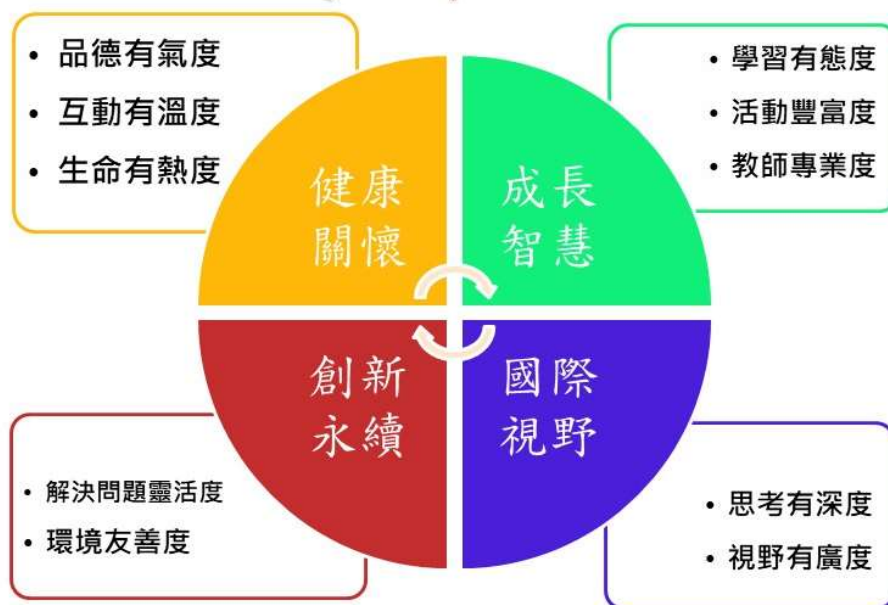 • 品德有氣度
• 互動有溫度
• 生命有熱度
健康
關懷
成長
智慧
• 學習有態度
• 活動豐富度
• 教師專業度
創新
永續
國際
視野
• 解決問題靈活度
• 環境友善度
• 思考有深度
• 視野有廣度